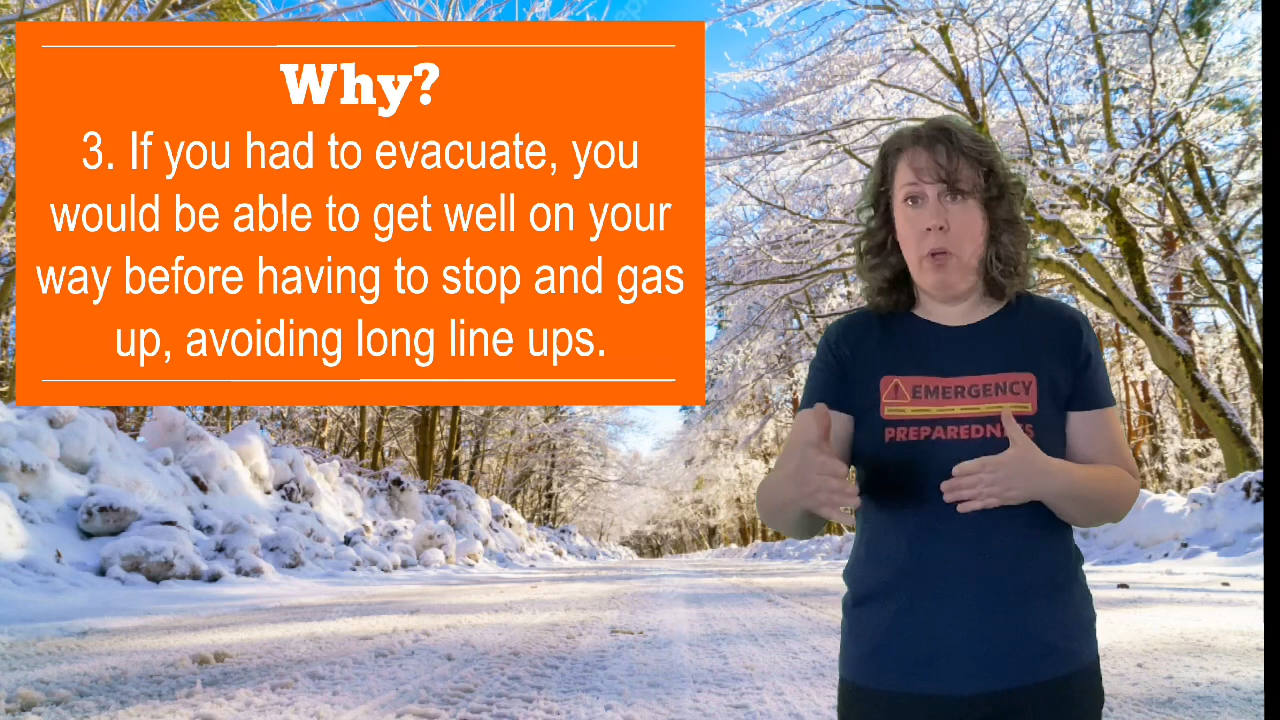 Why?
3. If you had to evacuate, you
would be able to get well on your
way before having to stop and gas
up, avoiding long line ups.
EMERGENCY